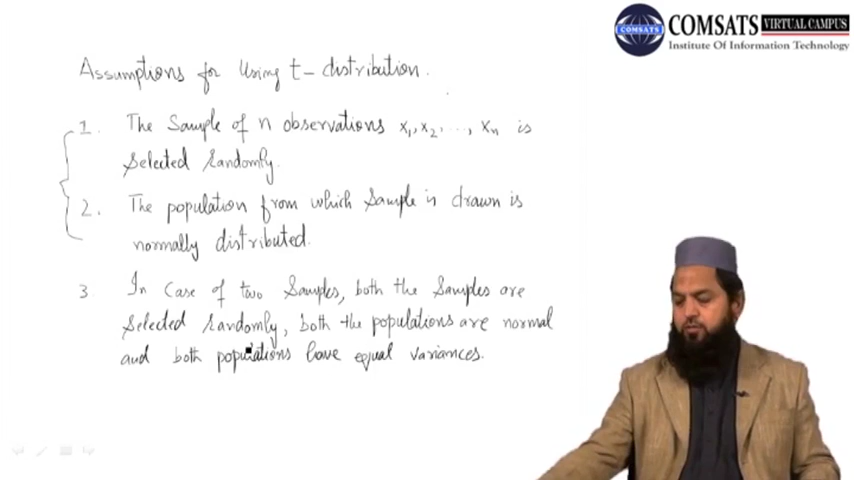 COMSATS VIRTUAL CAMPUS
Institute Of Information Technology
Assumptions for Using t-distribution.
1. The Sample of n observations x₁, x₂, ..., xₙ is
Selected Randomly.
2. The population from which Sample is drawn is
normally distributed.
3 In Case of two Samples, both the Samples are
Selected Randomly, both the populations are normal
and both populations have equal variances.